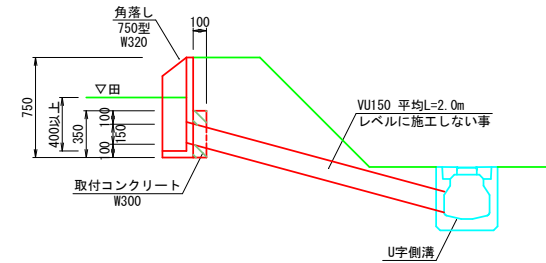 角落し
750型
W320
100
▽田
750
400以上
350
100
150
100
VU150 平均L=2.0m
レベルに施工しない事
取付コンクリート
W300
U字側溝